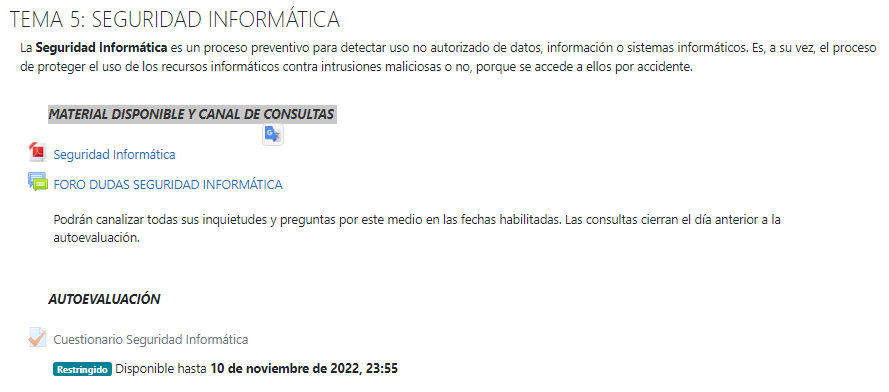 TEMA 5: SEGURIDAD INFORMÁTICA
La Seguridad Informática es un proceso preventivo para detectar uso no autorizado de datos, información o sistemas informáticos. Es, a su vez, el proceso
de proteger el uso de los recursos informáticos contra intrusiones maliciosas o no, porque se accede a ellos por accidente.
MATERIAL DISPONIBLE Y CANAL DE CONSULTAS
Seguridad Informática
FORO DUDAS SEGURIDAD INFORMÁTICA
Podrán canalizar todas sus inquietudes y preguntas por este medio en las fechas habilitadas. Las consultas cierran el día anterior a la
autoevaluación.
AUTOEVALUACIÓN
Cuestionario Seguridad Informática
Restringido Disponible hasta 10 de noviembre de 2022, 23:55